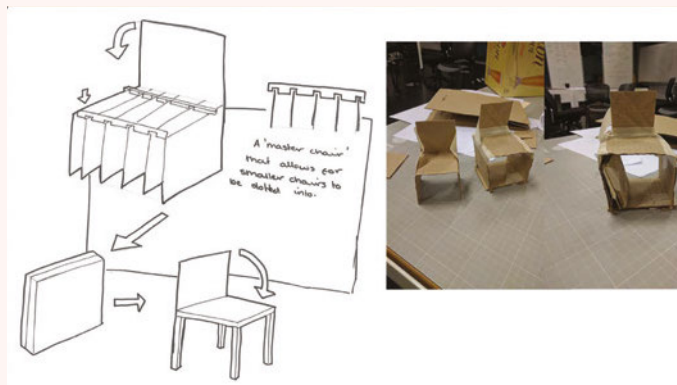 A 'master chair'
that allows for
smaller chairs to
be slotted into.